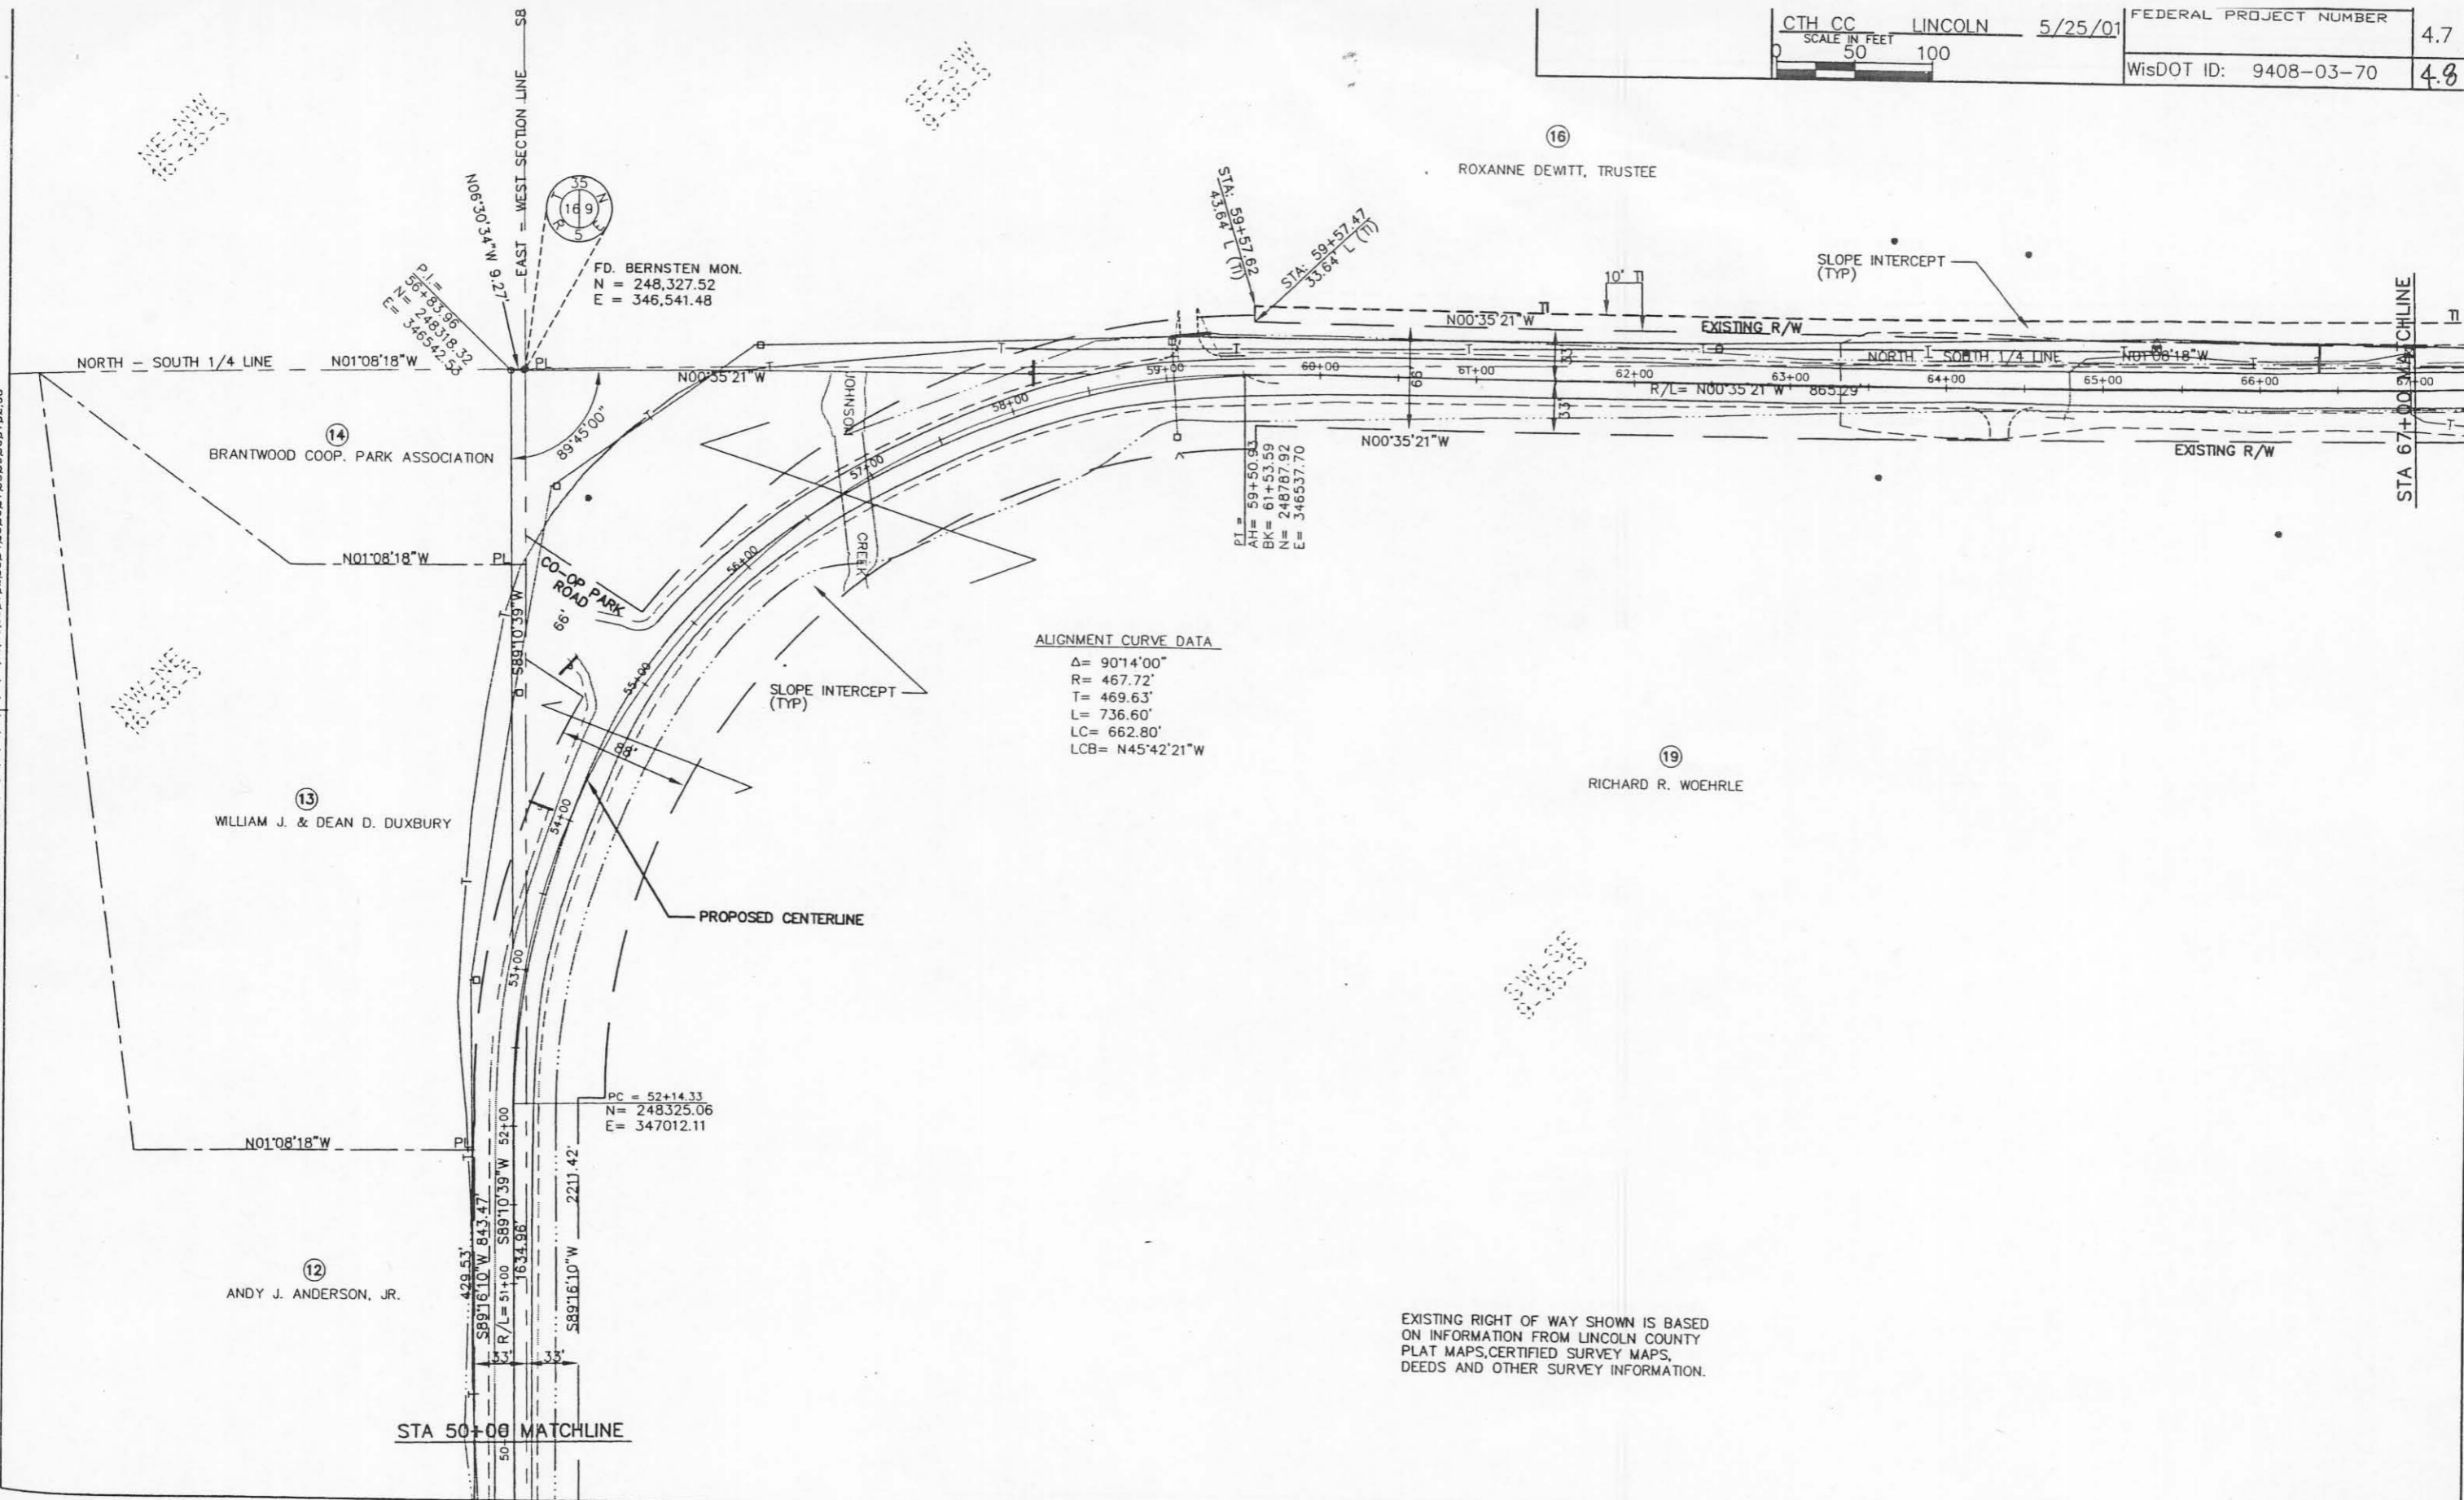 CTH CC LINCOLN 5/25/01
SCALE IN FEET
0 50 100
FEDERAL PROJECT NUMBER
WisDOT ID: 9408-03-70
4.7
4.8
16
ROXANNE DEWITT, TRUSTEE
EAST - WEST SECTION LINE
N06°30'34"W 9.27'
35
T N
16 9
R E
5
FD. BERNSTEN MON.
N = 248,327.52
E = 346,541.48
P.I.=
56+83.96
N= 248318.32
E= 346542.53
STA: 59+57.62
43.64' L (TI)
STA: 59+57.47
33.64' L (TI)
10' TI
SLOPE INTERCEPT
(TYP)
NORTH - SOUTH 1/4 LINE N01°08'18"W
PL
N00°35'21"W
N00°35'21"W
TI
EXISTING R/W
NORTH - SOUTH 1/4 LINE N01°08'18"W
TI
58+00
59+00
60+00
61+00
62+00
63+00
64+00
65+00
66+00
67+00
R/L= N00°35'21"W 865.29'
66'
33'
33'
N00°35'21"W
EXISTING R/W
STA 67+00 MATCHLINE
14
BRANTWOOD COOP. PARK ASSOCIATION
89°45'00"
JOHNSON
CREEK
57+00
56+00
55+00
54+00
53+00
52+00
PT =
AH= 59+50.93
BK= 61+53.59
N= 248787.92
E= 346537.70
N01°08'18"W
PL
CO-OP PARK
ROAD
66'
S89°10'39"W
ALIGNMENT CURVE DATA
Δ= 90°14'00"
R= 467.72'
T= 469.63'
L= 736.60'
LC= 662.80'
LCB= N45°42'21"W
SLOPE INTERCEPT
(TYP)
88'
19
RICHARD R. WOEHRLE
13
WILLIAM J. & DEAN D. DUXBURY
PROPOSED CENTERLINE
PC = 52+14.33
N= 248325.06
E= 347012.11
N01°08'18"W
PL
429.53'
S89°16'10"W 843.47'
R/L= S89°10'39"W
51+00
1634.96'
S89°16'10"W 2211.42'
12
ANDY J. ANDERSON, JR.
33' 33'
STA 50+00 MATCHLINE
EXISTING RIGHT OF WAY SHOWN IS BASED
ON INFORMATION FROM LINCOLN COUNTY
PLAT MAPS,CERTIFIED SURVEY MAPS,
DEEDS AND OTHER SURVEY INFORMATION.